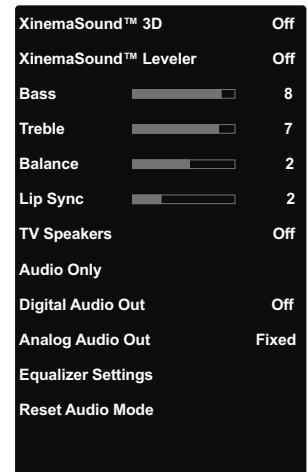 XinemaSound™ 3D Off
XinemaSound™ Leveler Off
Bass 8
Treble 7
Balance 2
Lip Sync 2
TV Speakers Off
Audio Only
Digital Audio Out Off
Analog Audio Out Fixed
Equalizer Settings
Reset Audio Mode